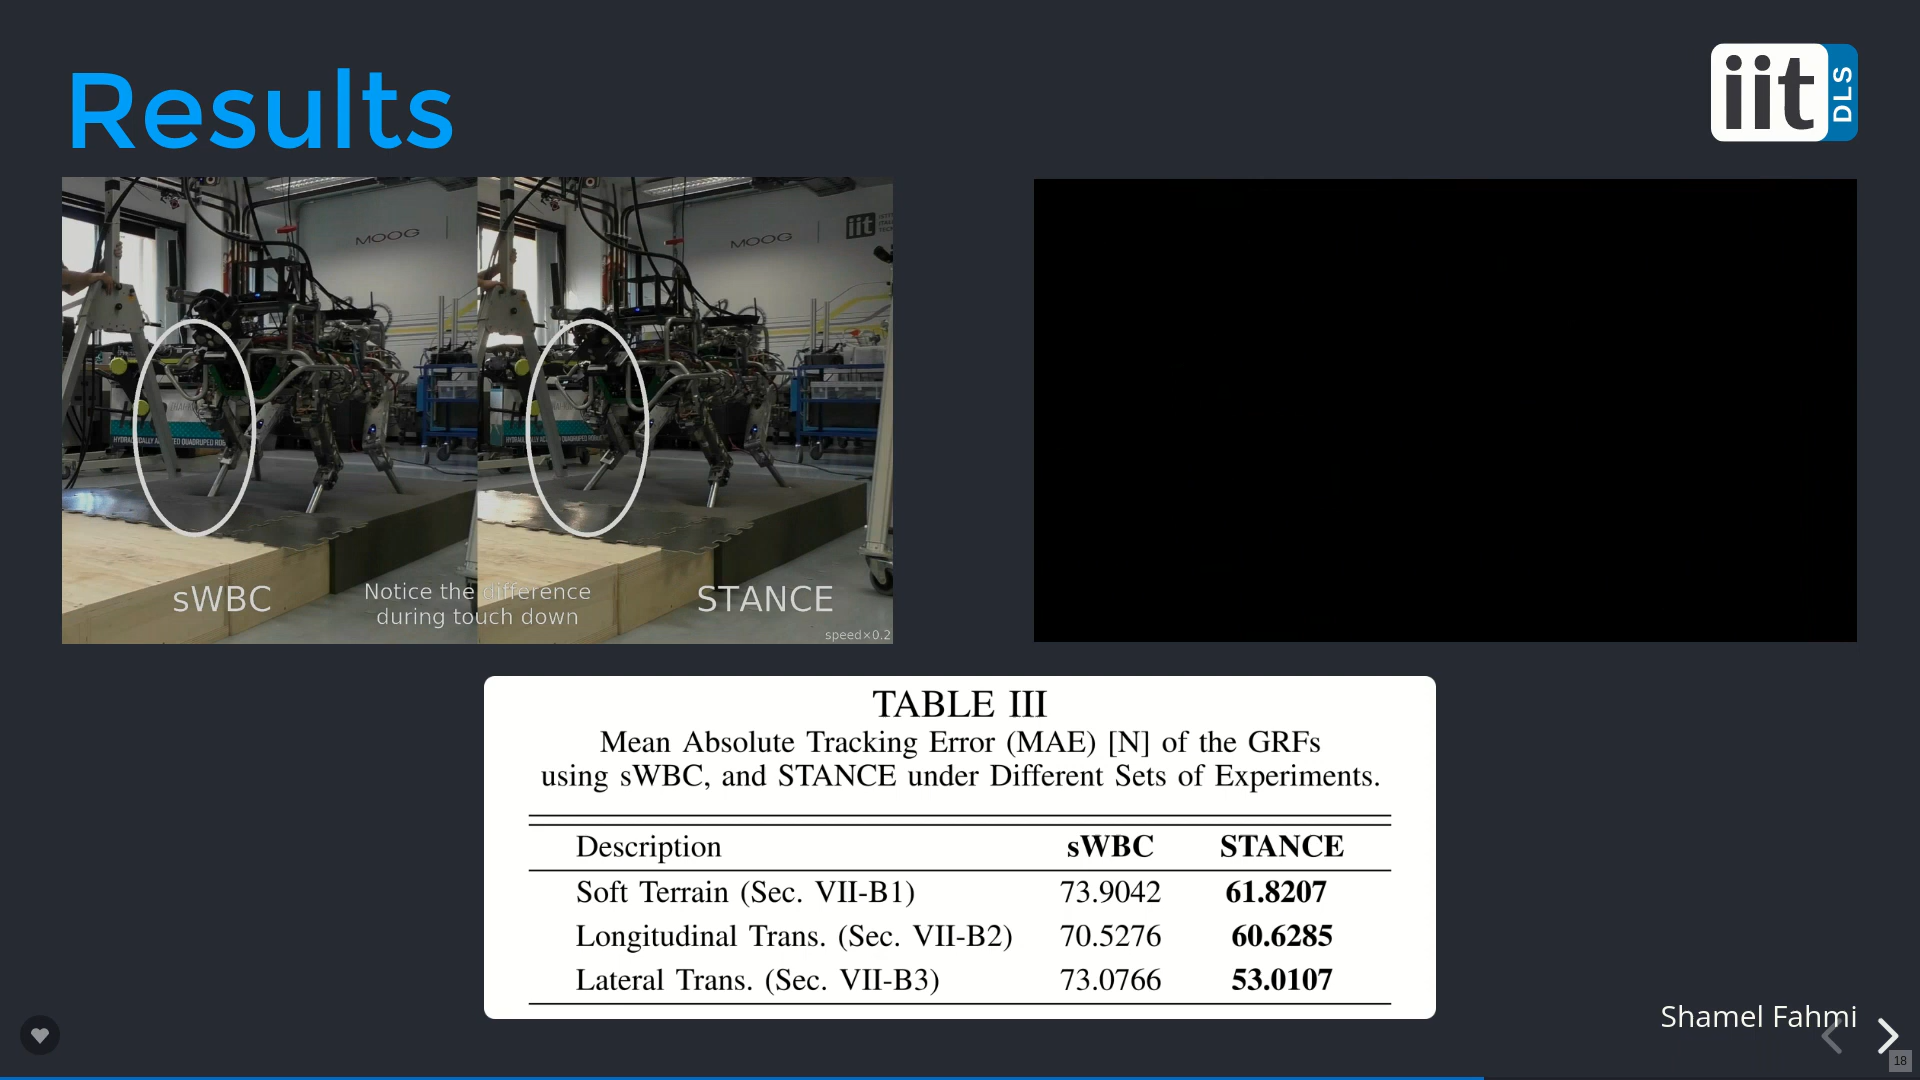 Results
iit
DLS
MOOG
MOOG
iit
sWBC
Notice the difference
during touch down
STANCE
speed×0.2
TABLE III
Mean Absolute Tracking Error (MAE) [N] of the GRFs
using sWBC, and STANCE under Different Sets of Experiments.
Description sWBC STANCE
Soft Terrain (Sec. VII-B1) 73.9042 61.8207
Longitudinal Trans. (Sec. VII-B2) 70.5276 60.6285
Lateral Trans. (Sec. VII-B3) 73.0766 53.0107
Shamel Fahmi
18